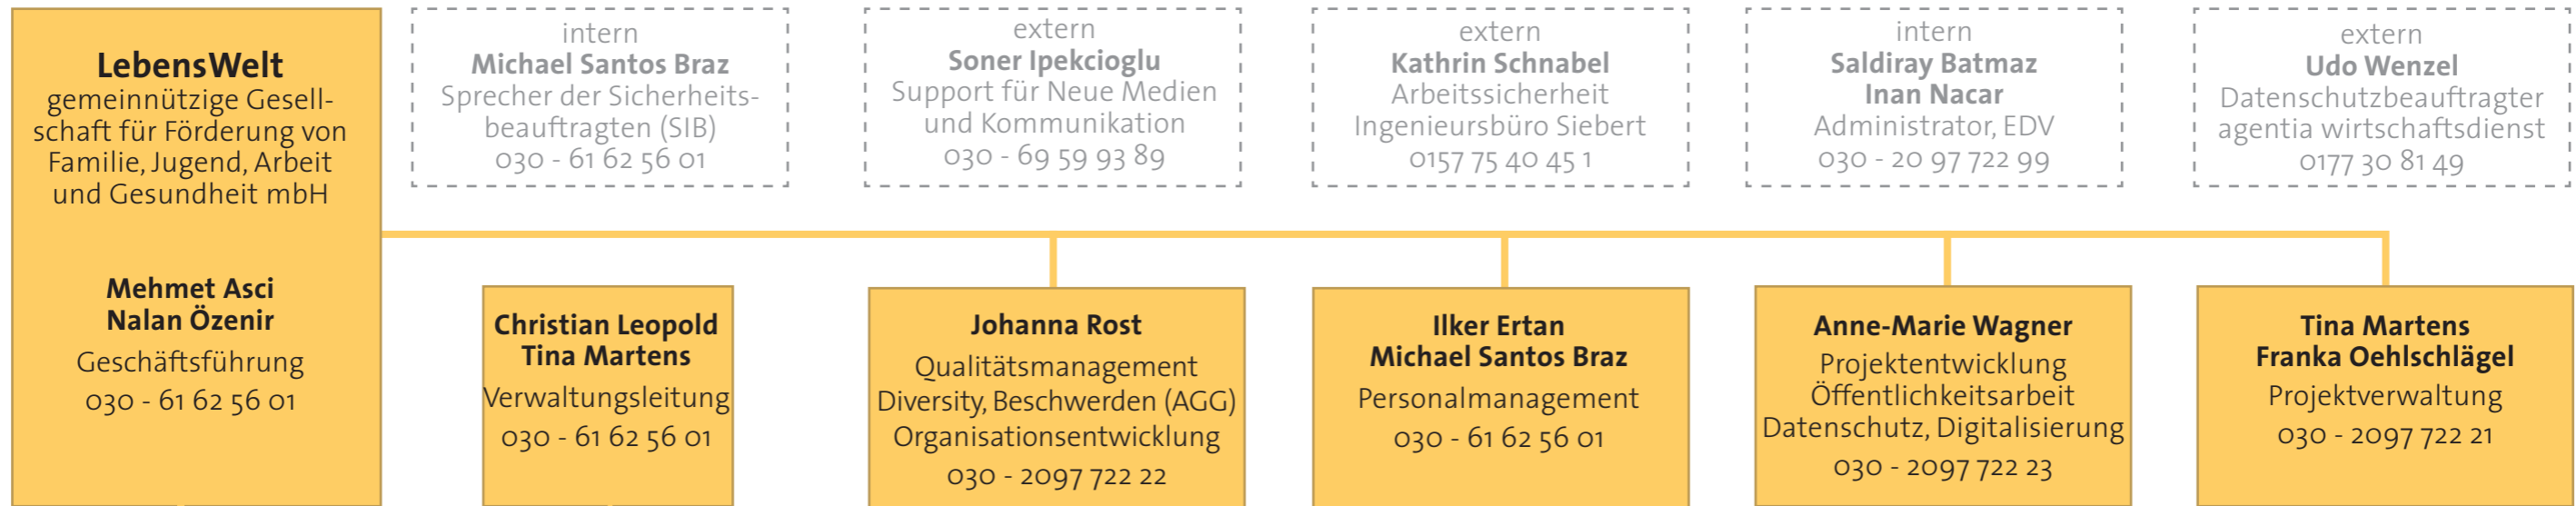 LebensWelt
gemeinnützige Gesell-
schaft für Förderung von
Familie, Jugend, Arbeit
und Gesundheit mbH
Mehmet Asci
Nalan Özenir
Geschäftsführung
030 - 61 62 56 01
intern
Michael Santos Braz
Sprecher der Sicherheits-
beauftragten (SIB)
030 - 61 62 56 01
extern
Soner Ipekcioglu
Support für Neue Medien
und Kommunikation
030 - 69 59 93 89
extern
Kathrin Schnabel
Arbeitssicherheit
Ingenieursbüro Siebert
0157 75 40 45 1
intern
Saldiray Batmaz
Inan Nacar
Administrator, EDV
030 - 20 97 722 99
extern
Udo Wenzel
Datenschutzbeauftragter
agentia wirtschaftsdienst
0177 30 81 49
Christian Leopold
Tina Martens
Verwaltungsleitung
030 - 61 62 56 01
Johanna Rost
Qualitätsmanagement
Diversity, Beschwerden (AGG)
Organisationsentwicklung
030 - 2097 722 22
Ilker Ertan
Michael Santos Braz
Personalmanagement
030 - 61 62 56 01
Anne-Marie Wagner
Projektentwicklung
Öffentlichkeitsarbeit
Datenschutz, Digitalisierung
030 - 2097 722 23
Tina Martens
Franka Oehlschlägel
Projektverwaltung
030 - 2097 722 21